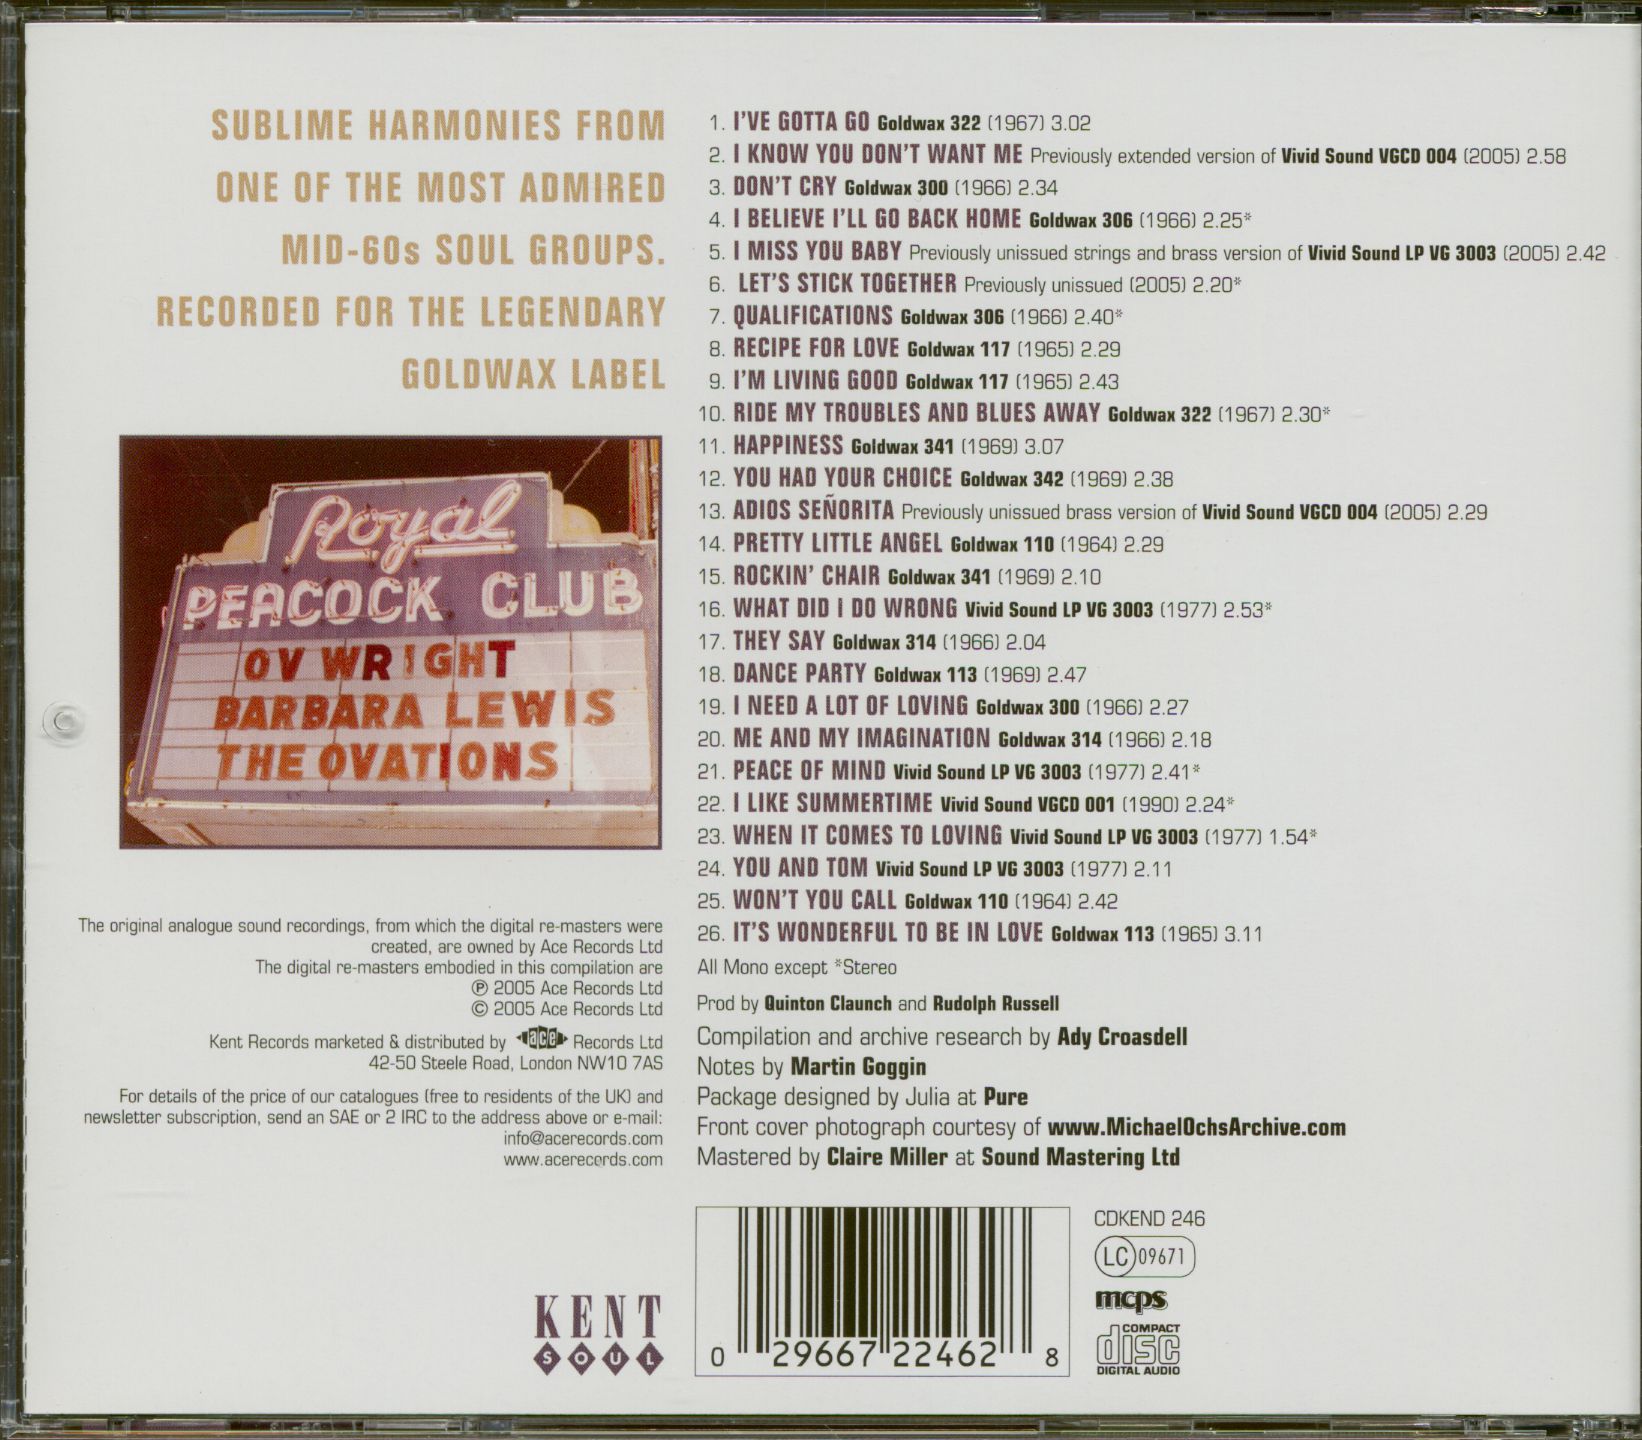 SUBLIME HARMONIES FROM
ONE OF THE MOST ADMIRED
MID-60s SOUL GROUPS.
RECORDED FOR THE LEGENDARY
GOLDWAX LABEL
Royal
PEACOCK CLUB
OV WRIGHT
BARBARA LEWIS
THE OVATIONS
The original analogue sound recordings, from which the digital re-masters were
created, are owned by Ace Records Ltd
The digital re-masters embodied in this compilation are
℗ 2005 Ace Records Ltd
© 2005 Ace Records Ltd
Kent Records marketed & distributed by ace Records Ltd
42-50 Steele Road, London NW10 7AS
For details of the price of our catalogues (free to residents of the UK) and
newsletter subscription, send an SAE or 2 IRC to the address above or e-mail:
info@acerecords.com
www.acerecords.com
KENT
SOUL
1. I'VE GOTTA GO Goldwax 322 (1967) 3.02
2. I KNOW YOU DON'T WANT ME Previously extended version of Vivid Sound VGCD 004 (2005) 2.58
3. DON'T CRY Goldwax 300 (1966) 2.34
4. I BELIEVE I'LL GO BACK HOME Goldwax 306 (1966) 2.25*
5. I MISS YOU BABY Previously unissued strings and brass version of Vivid Sound LP VG 3003 (2005) 2.42
6. LET'S STICK TOGETHER Previously unissued (2005) 2.20*
7. QUALIFICATIONS Goldwax 306 (1966) 2.40*
8. RECIPE FOR LOVE Goldwax 117 (1965) 2.29
9. I'M LIVING GOOD Goldwax 117 (1965) 2.43
10. RIDE MY TROUBLES AND BLUES AWAY Goldwax 322 (1967) 2.30*
11. HAPPINESS Goldwax 341 (1969) 3.07
12. YOU HAD YOUR CHOICE Goldwax 342 (1969) 2.38
13. ADIOS SEÑORITA Previously unissued brass version of Vivid Sound VGCD 004 (2005) 2.29
14. PRETTY LITTLE ANGEL Goldwax 110 (1964) 2.29
15. ROCKIN' CHAIR Goldwax 341 (1969) 2.10
16. WHAT DID I DO WRONG Vivid Sound LP VG 3003 (1977) 2.53*
17. THEY SAY Goldwax 314 (1966) 2.04
18. DANCE PARTY Goldwax 113 (1969) 2.47
19. I NEED A LOT OF LOVING Goldwax 300 (1966) 2.27
20. ME AND MY IMAGINATION Goldwax 314 (1966) 2.18
21. PEACE OF MIND Vivid Sound LP VG 3003 (1977) 2.41*
22. I LIKE SUMMERTIME Vivid Sound VGCD 001 (1990) 2.24*
23. WHEN IT COMES TO LOVING Vivid Sound LP VG 3003 (1977) 1.54*
24. YOU AND TOM Vivid Sound LP VG 3003 (1977) 2.11
25. WON'T YOU CALL Goldwax 110 (1964) 2.42
26. IT'S WONDERFUL TO BE IN LOVE Goldwax 113 (1965) 3.11
All Mono except *Stereo
Prod by Quinton Claunch and Rudolph Russell
Compilation and archive research by Ady Croasdell
Notes by Martin Goggin
Package designed by Julia at Pure
Front cover photograph courtesy of www.MichaelOchsArchive.com
Mastered by Claire Miller at Sound Mastering Ltd
0 29667 22462 8
CDKEND 246
LC 09671
mcps
COMPACT
disc
DIGITAL AUDIO